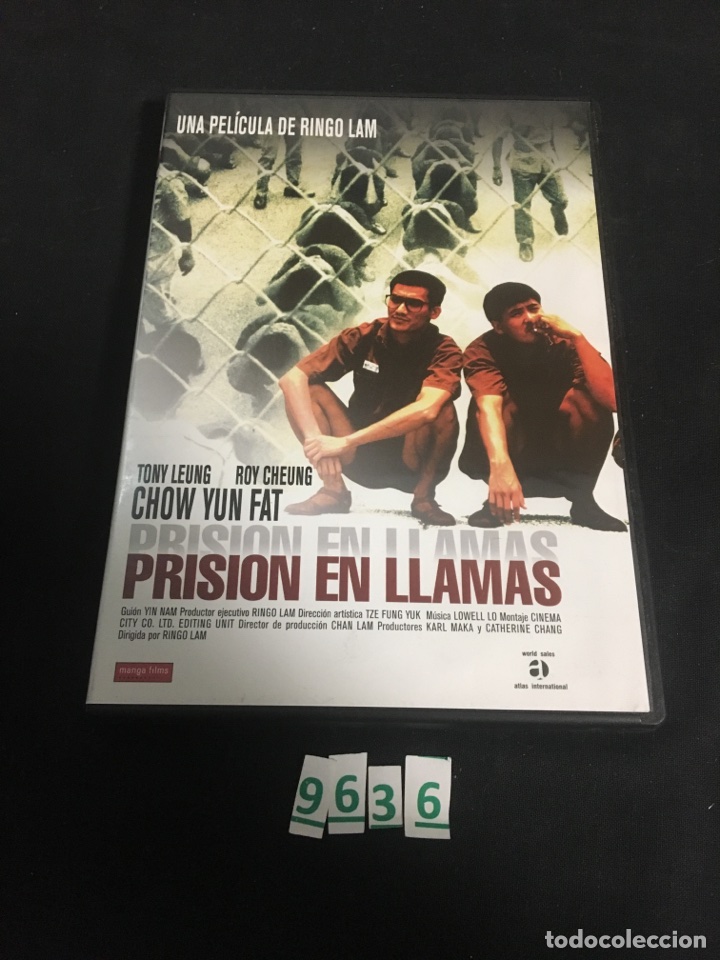 UNA PELÍCULA DE RINGO LAM
TONY LEUNG ROY CHEUNG
CHOW YUN FAT
PRISION EN LLAMAS
PRISION EN LLAMAS
Guión YIN NAM Productor ejecutivo RINGO LAM Dirección artística TZE FUNG YUK Música LOWELL LO Montaje CINEMA
CITY CO. LTD. EDITING UNIT Director de producción CHAN LAM Productores KARL MAKA y CATHERINE CHANG
Dirigida por RINGO LAM
manga films
world sales
a
atlas international
9636
todocoleccion